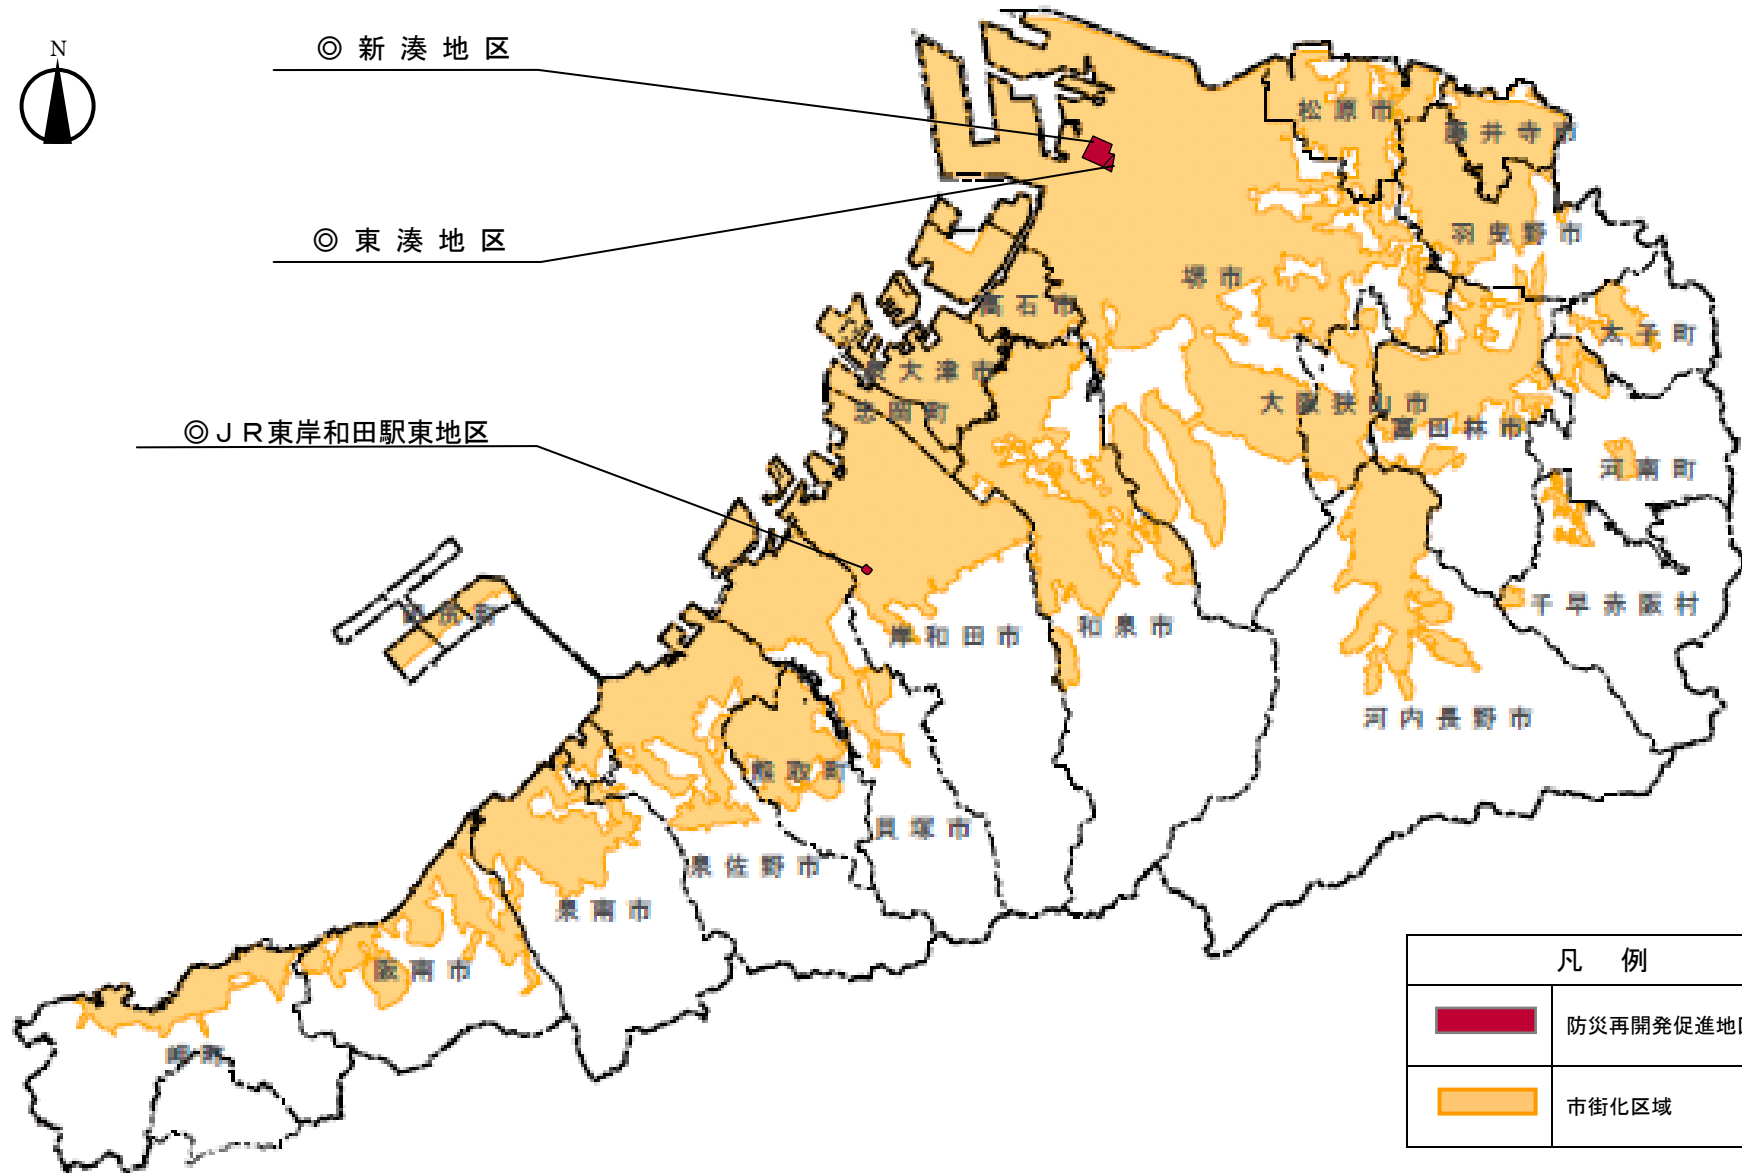 N
◎新湊地区
◎東湊地区
◎JR東岸和田駅東地区
松原市
藤井寺市
羽曳野市
堺市
高石市
太子町
泉大津市
忠岡町
大阪狭山市
富田林市
河南町
千早赤阪村
田尻町
岸和田市
和泉市
河内長野市
熊取町
貝塚市
泉佐野市
泉南市
阪南市
岬町
凡例
防災再開発促進地
市街化区域